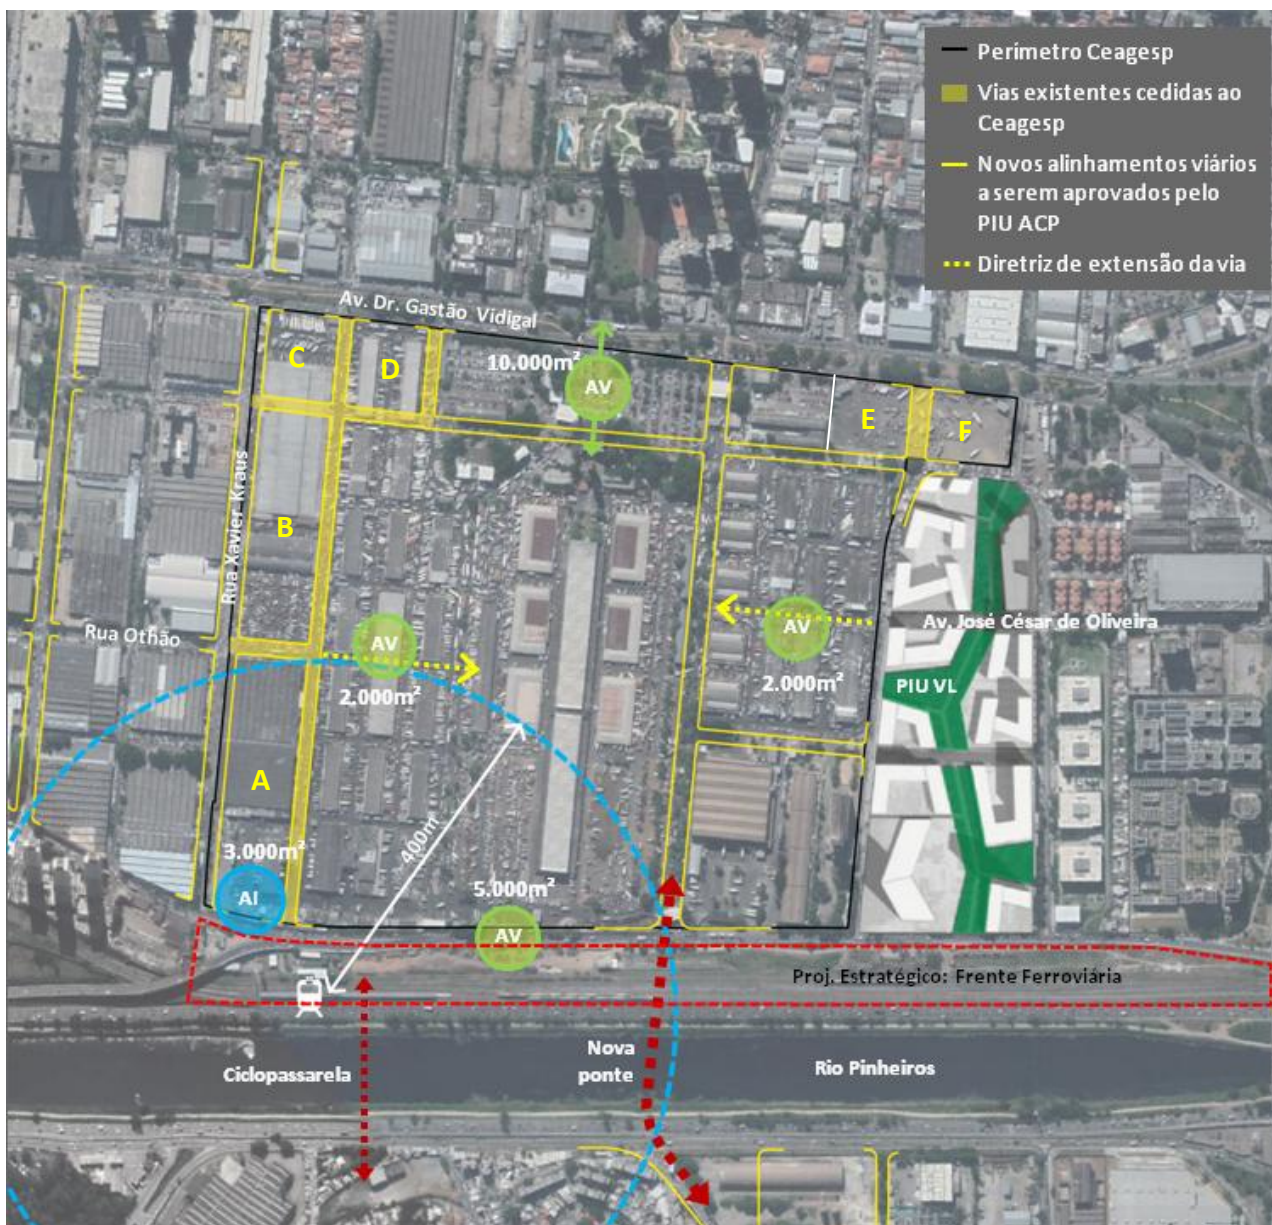 Perímetro Ceagesp
Vias existentes cedidas ao
Ceagesp
Novos alinhamentos viários
a serem aprovados pelo
PIU ACP
Diretriz de extensão da via
Av. Dr. Gastão Vidigal
C
D
10.000m²
AV
E
F
Rua Xavier Kraus
B
Rua Othão
AV
2.000m²
AV
2.000m²
Av. José César de Oliveira
PIU VL
A
400m
3.000m²
AI
5.000m²
AV
Proj. Estratégico: Frente Ferroviária
Ciclopassarela
Nova
ponte
Rio Pinheiros